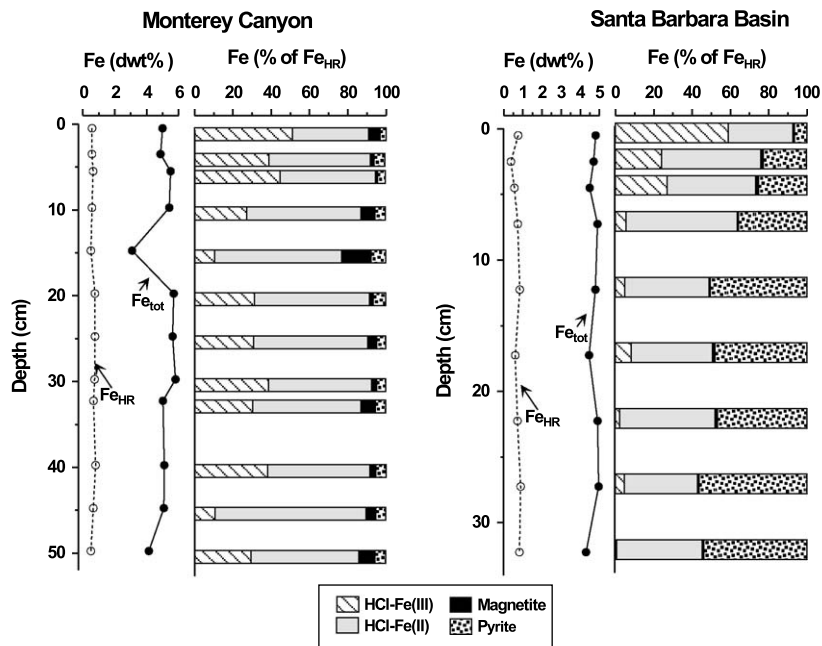 Monterey Canyon
Santa Barbara Basin
Fe (dwt% )
Fe (% of FeHR)
Fe (dwt%)
Fe (% of FeHR)
0 2 4 6
0 20 40 60 80 100
0 1 2 3 4 5
0 20 40 60 80 100
Depth (cm)
0
10
20
30
40
50
Fetot
FeHR
Depth (cm)
0
10
20
30
Fetot
FeHR
HCl-Fe(III)
Magnetite
HCl-Fe(II)
Pyrite